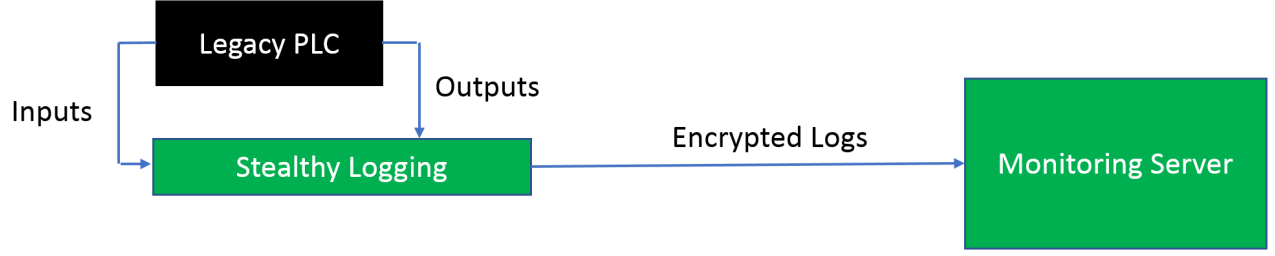 Legacy PLC
Inputs
Outputs
Stealthy Logging
Encrypted Logs
Monitoring Server